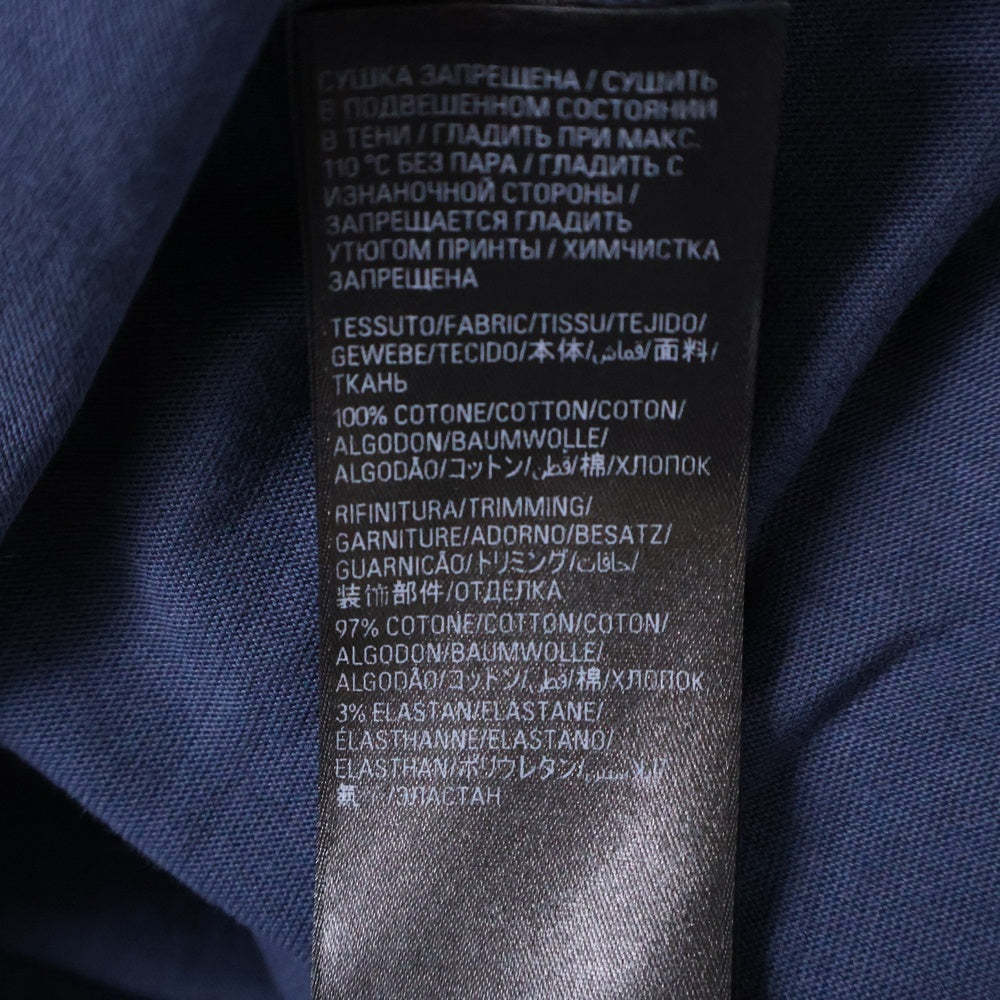 СУШКА ЗАПРЕЩЕНА / СУШИТЬ
В ПОДВЕШЕННОМ СОСТОЯНИИ
В ТЕНИ / ГЛАДИТЬ ПРИ МАКС.
110 °C БЕЗ ПАРА / ГЛАДИТЬ С
ИЗНАНОЧНОЙ СТОРОНЫ /
ЗАПРЕЩАЕТСЯ ГЛАДИТЬ
УТЮГОМ ПРИНТЫ / ХИМЧИСТКА
ЗАПРЕЩЕНА
TESSUTO/FABRIC/TISSU/TEJIDO/
GEWEBE/TECIDO/本体/قماش/面料/
ТКАНЬ
100% COTONE/COTTON/COTON/
ALGODON/BAUMWOLLE/
ALGODÃO/コットン/قطن/棉/ХЛОПОК
RIFINITURA/TRIMMING/
GARNITURE/ADORNO/BESATZ/
GUARNICÃO/トリミング/حافات/
装饰部件/ОТДЕЛКА
97% COTONE/COTTON/COTON/
ALGODON/BAUMWOLLE/
ALGODÃO/コットン/قطن/棉/ХЛОПОК
3% ELASTAN/ELASTANE/
ELASTHANNE/ELASTANO/
ELASTHAN/ポリウレタン/
氨/ЭЛАСТАН